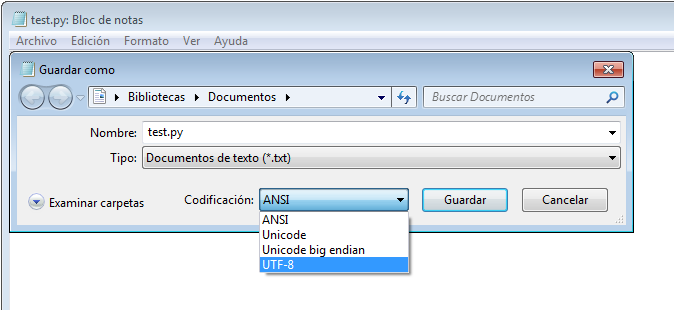 test.py: Bloc de notas
Archivo Edición Formato Ver Ayuda
Guardar como
Bibliotecas Documentos Buscar Documentos
Nombre: test.py
Tipo: Documentos de texto (*.txt)
Examinar carpetas Codificación: ANSI Guardar Cancelar
ANSI
Unicode
Unicode big endian
UTF-8